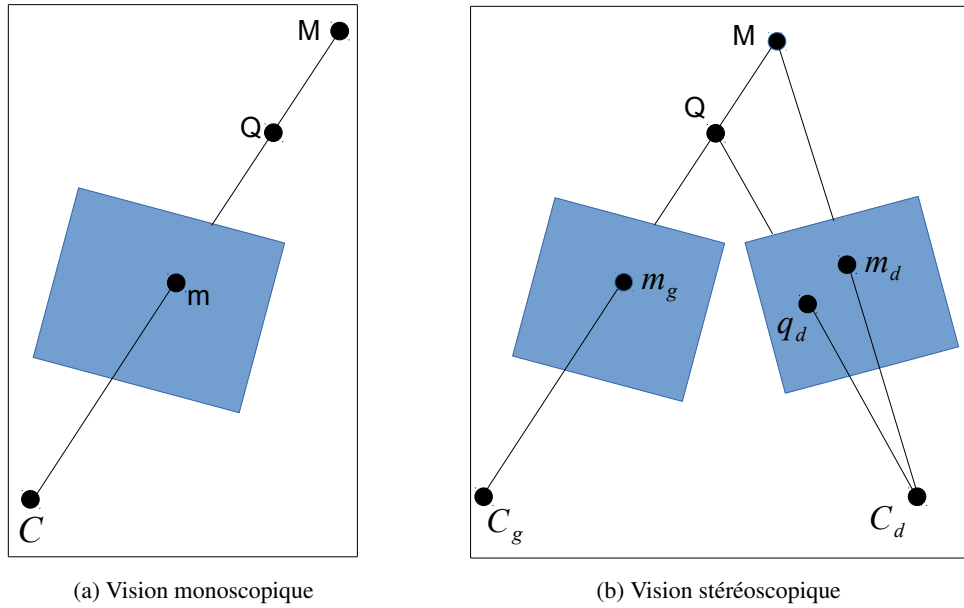 M
Q
m
C
(a) Vision monoscopique
M
Q
m_g
m_d
q_d
C_g
C_d
(b) Vision stéréoscopique